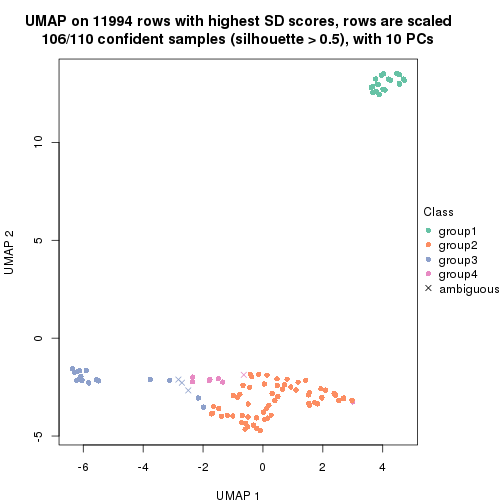 UMAP on 11994 rows with highest SD scores, rows are scaled
106/110 confident samples (silhouette > 0.5), with 10 PCs
10
5
0
-5
UMAP 2
-6
-4
-2
0
2
4
UMAP 1
Class
group1
group2
group3
group4
ambiguous